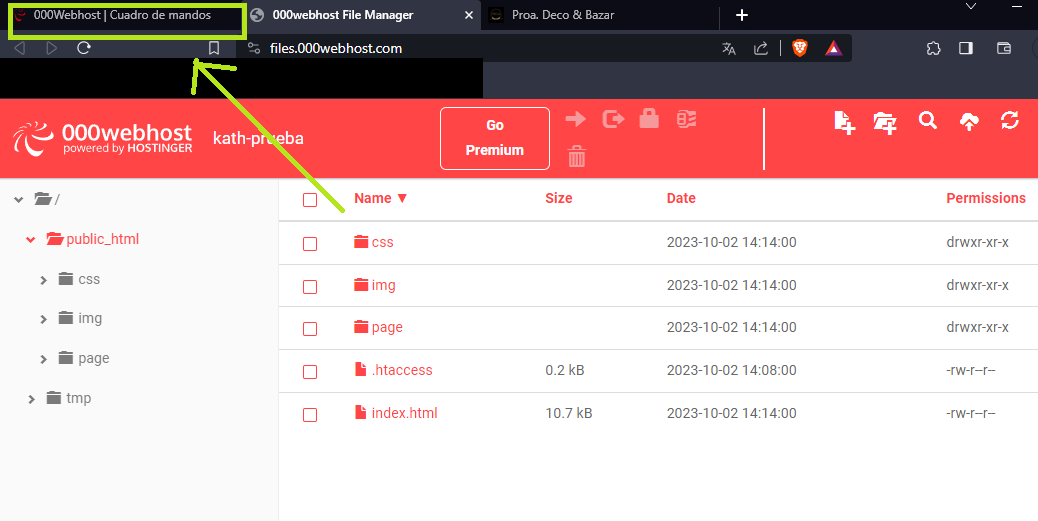 000Webhost | Cuadro de mandos
000webhost File Manager
Proa. Deco & Bazar
files.000webhost.com
000webhost
powered by HOSTINGER
kath-prueba
Go
Premium
/
public_html
css
img
page
tmp
Name ▼ Size Date Permissions
css 2023-10-02 14:14:00 drwxr-xr-x
img 2023-10-02 14:14:00 drwxr-xr-x
page 2023-10-02 14:14:00 drwxr-xr-x
.htaccess 0.2 kB 2023-10-02 14:08:00 -rw-r--r--
index.html 10.7 kB 2023-10-02 14:14:00 -rw-r--r--